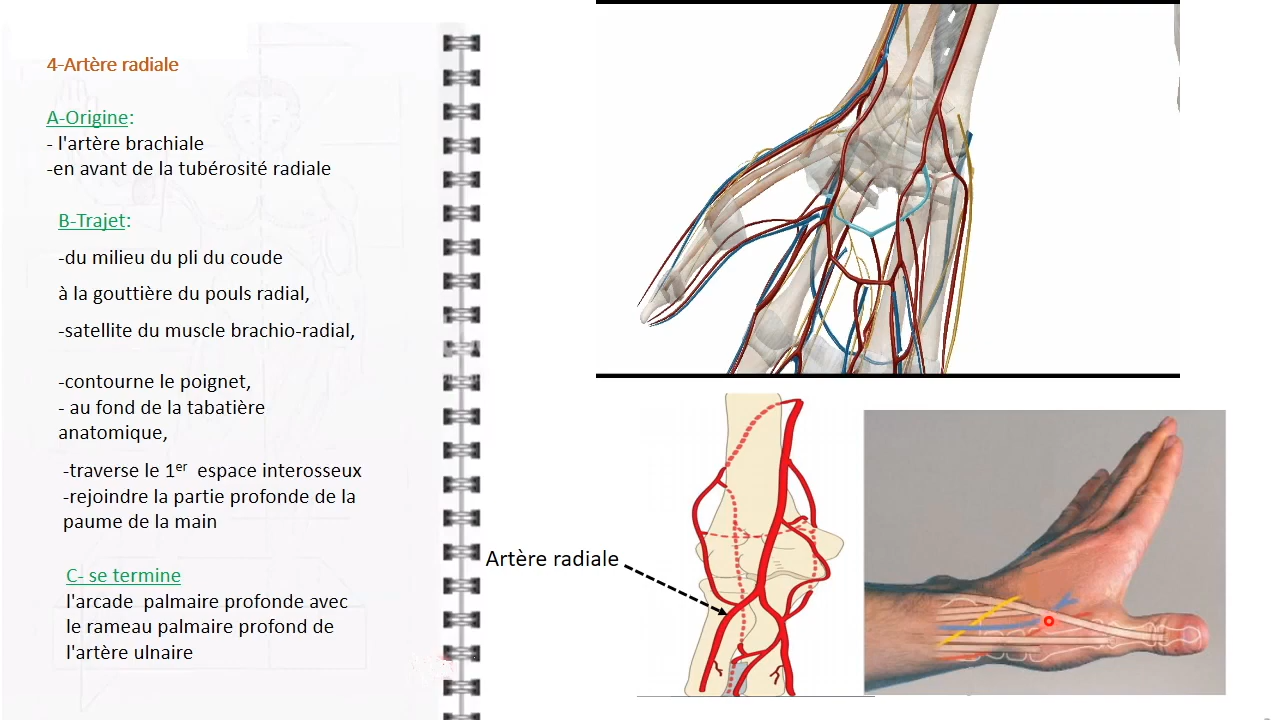 4-Artère radiale
A-Origine:
- l'artère brachiale
-en avant de la tubérosité radiale
B-Trajet:
-du milieu du pli du coude
à la gouttière du pouls radial,
-satellite du muscle brachio-radial,
-contourne le poignet,
- au fond de la tabatière
anatomique,
-traverse le 1er espace interosseux
-rejoindre la partie profonde de la
paume de la main
C- se termine
l'arcade palmaire profonde avec
le rameau palmaire profond de
l'artère ulnaire
Artère radiale